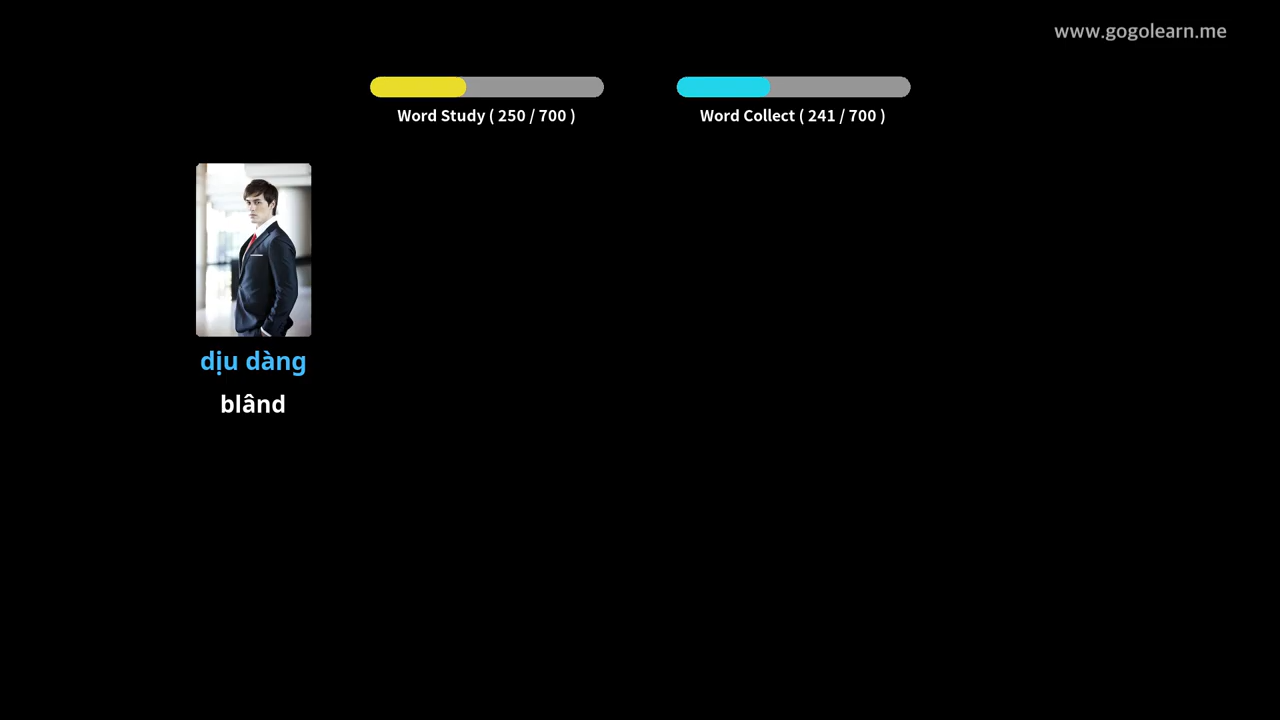 www.gogolearn.me
Word Study ( 250 / 700 )
Word Collect ( 241 / 700 )
dịu dàng
blând